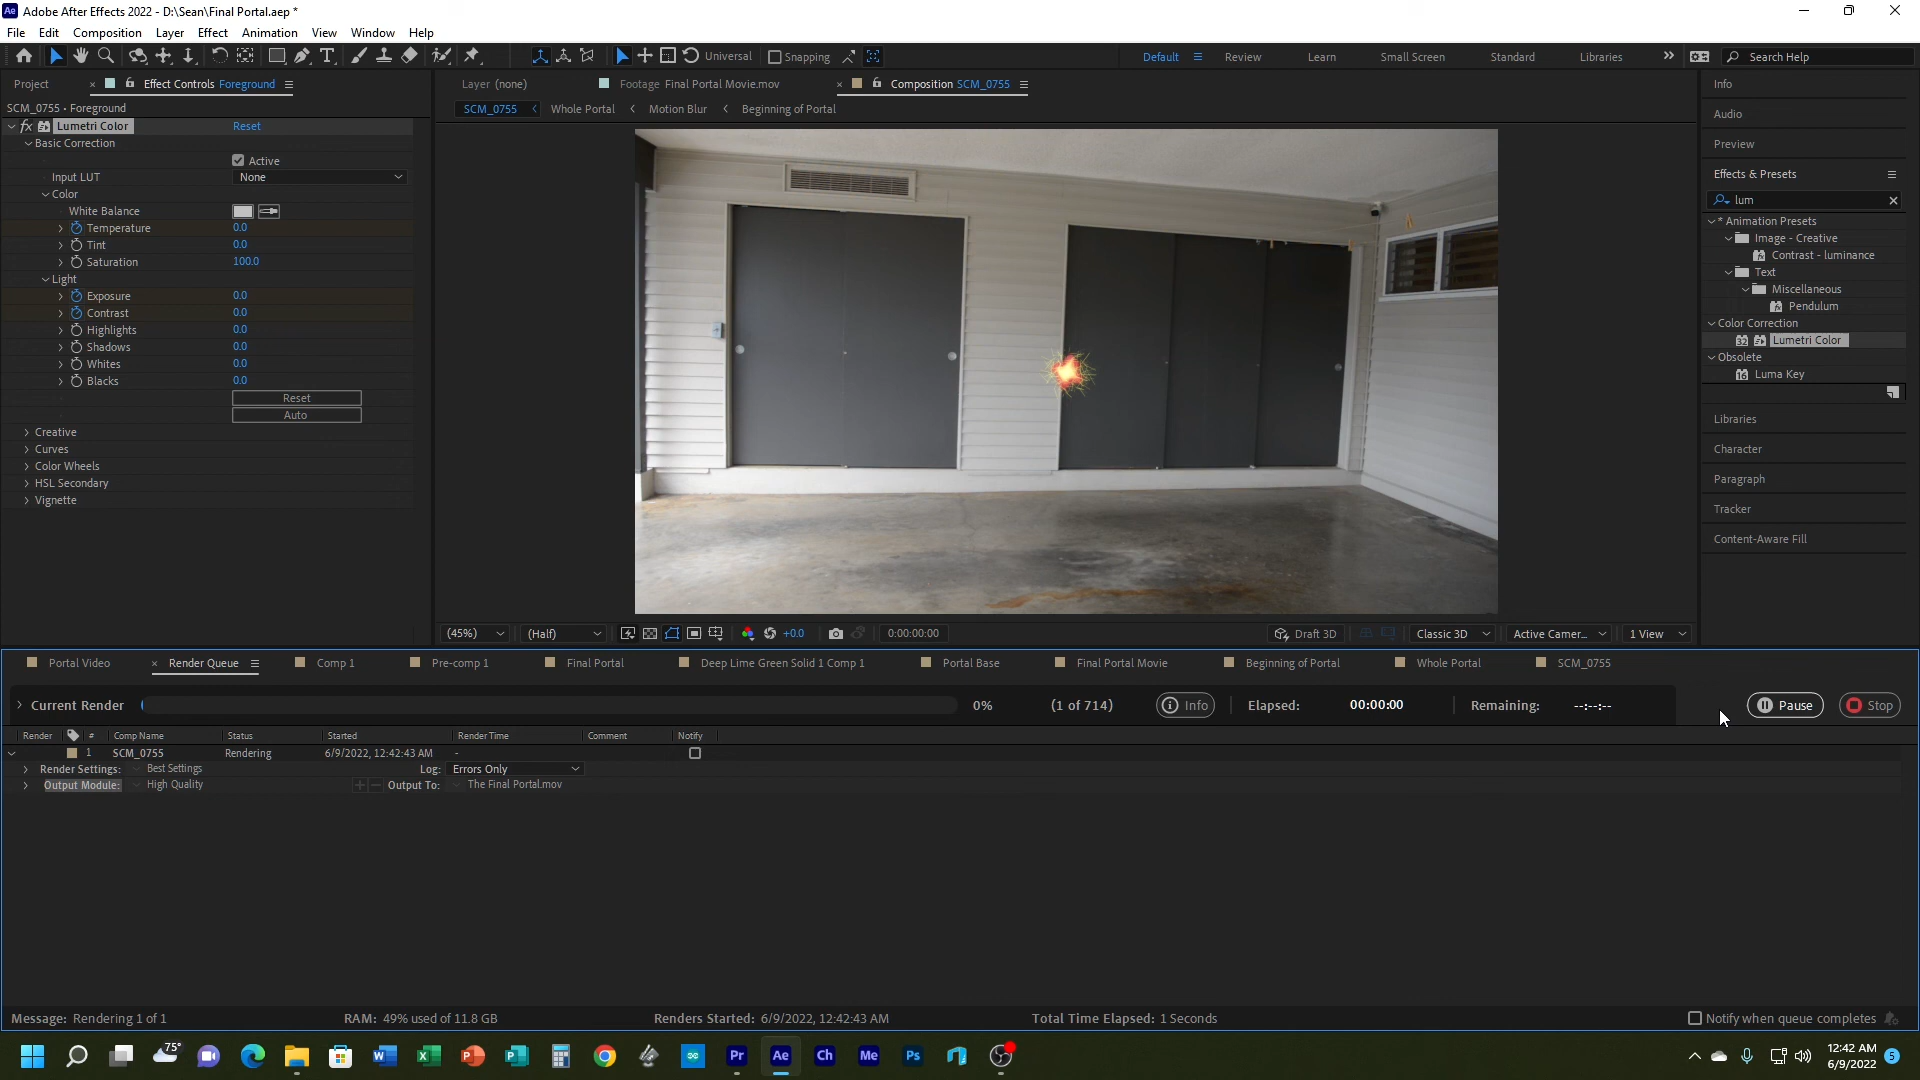 Adobe After Effects 2022 - D:\Sean\Final Portal.aep *
File Edit Composition Layer Effect Animation View Window Help
Universal Snapping Default Review Learn Small Screen Standard Libraries Search Help
Project Effect Controls Foreground
SCM_0755 • Foreground
fx Lumetri Color Reset
Basic Correction
Active
Input LUT None
Color
White Balance
Temperature 0.0
Tint 0.0
Saturation 100.0
Light
Exposure 0.0
Contrast 0.0
Highlights 0.0
Shadows 0.0
Whites 0.0
Blacks 0.0
Reset
Auto
Creative
Curves
Color Wheels
HSL Secondary
Vignette
Layer (none) Footage Final Portal Movie.mov Composition SCM_0755
SCM_0755 Whole Portal Motion Blur Beginning of Portal
(45%) (Half) +0.0 0:00:00:00 Draft 3D Classic 3D Active Camer... 1 View
Info
Audio
Preview
Effects & Presets
lum
* Animation Presets
Image - Creative
Contrast - luminance
Text
Miscellaneous
Pendulum
Color Correction
32 Lumetri Color
Obsolete
16 Luma Key
Libraries
Character
Paragraph
Tracker
Content-Aware Fill
Portal Video Render Queue Comp 1 Pre-comp 1 Final Portal Deep Lime Green Solid 1 Comp 1 Portal Base Final Portal Movie Beginning of Portal Whole Portal SCM_0755
Current Render 0% (1 of 714) Info Elapsed: 00:00:00 Remaining: --:--:-- Pause Stop
Render # Comp Name Status Started Render Time Comment Notify
1 SCM_0755 Rendering 6/9/2022, 12:42:43 AM -
Render Settings: Best Settings Log: Errors Only
Output Module: High Quality Output To: The Final Portal.mov
Message: Rendering 1 of 1 RAM: 49% used of 11.8 GB Renders Started: 6/9/2022, 12:42:43 AM Total Time Elapsed: 1 Seconds Notify when queue completes
75° Pr Ae Ch Me Ps 12:42 AM
6/9/2022 5